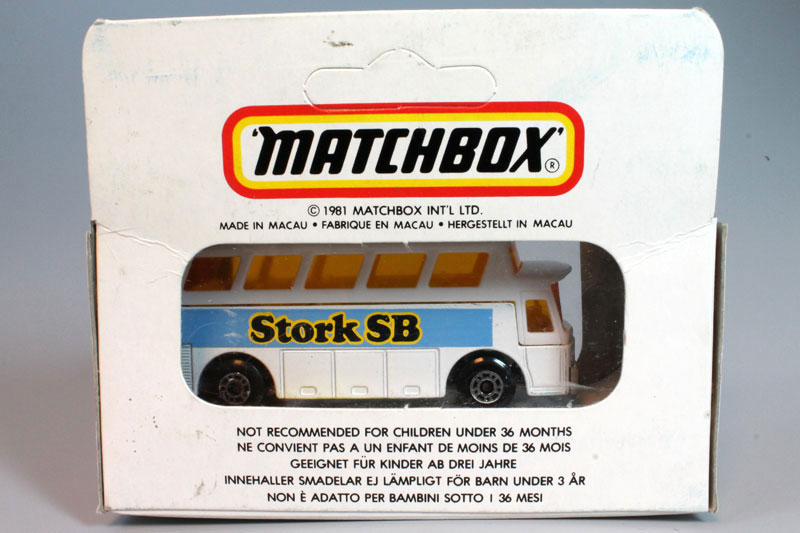 'MATCHBOX'®
© 1981 MATCHBOX INT'L LTD.
MADE IN MACAU • FABRIQUE EN MACAU • HERGESTELLT IN MACAU
Stork SB
NOT RECOMMENDED FOR CHILDREN UNDER 36 MONTHS
NE CONVIENT PAS A UN ENFANT DE MOINS DE 36 MOIS
GEEIGNET FÜR KINDER AB DREI JAHRE
INNEHALLER SMADELAR EJ LÄMPLIGT FÖR BARN UNDER 3 ÅR
NON È ADATTO PER BAMBINI SOTTO I 36 MESI